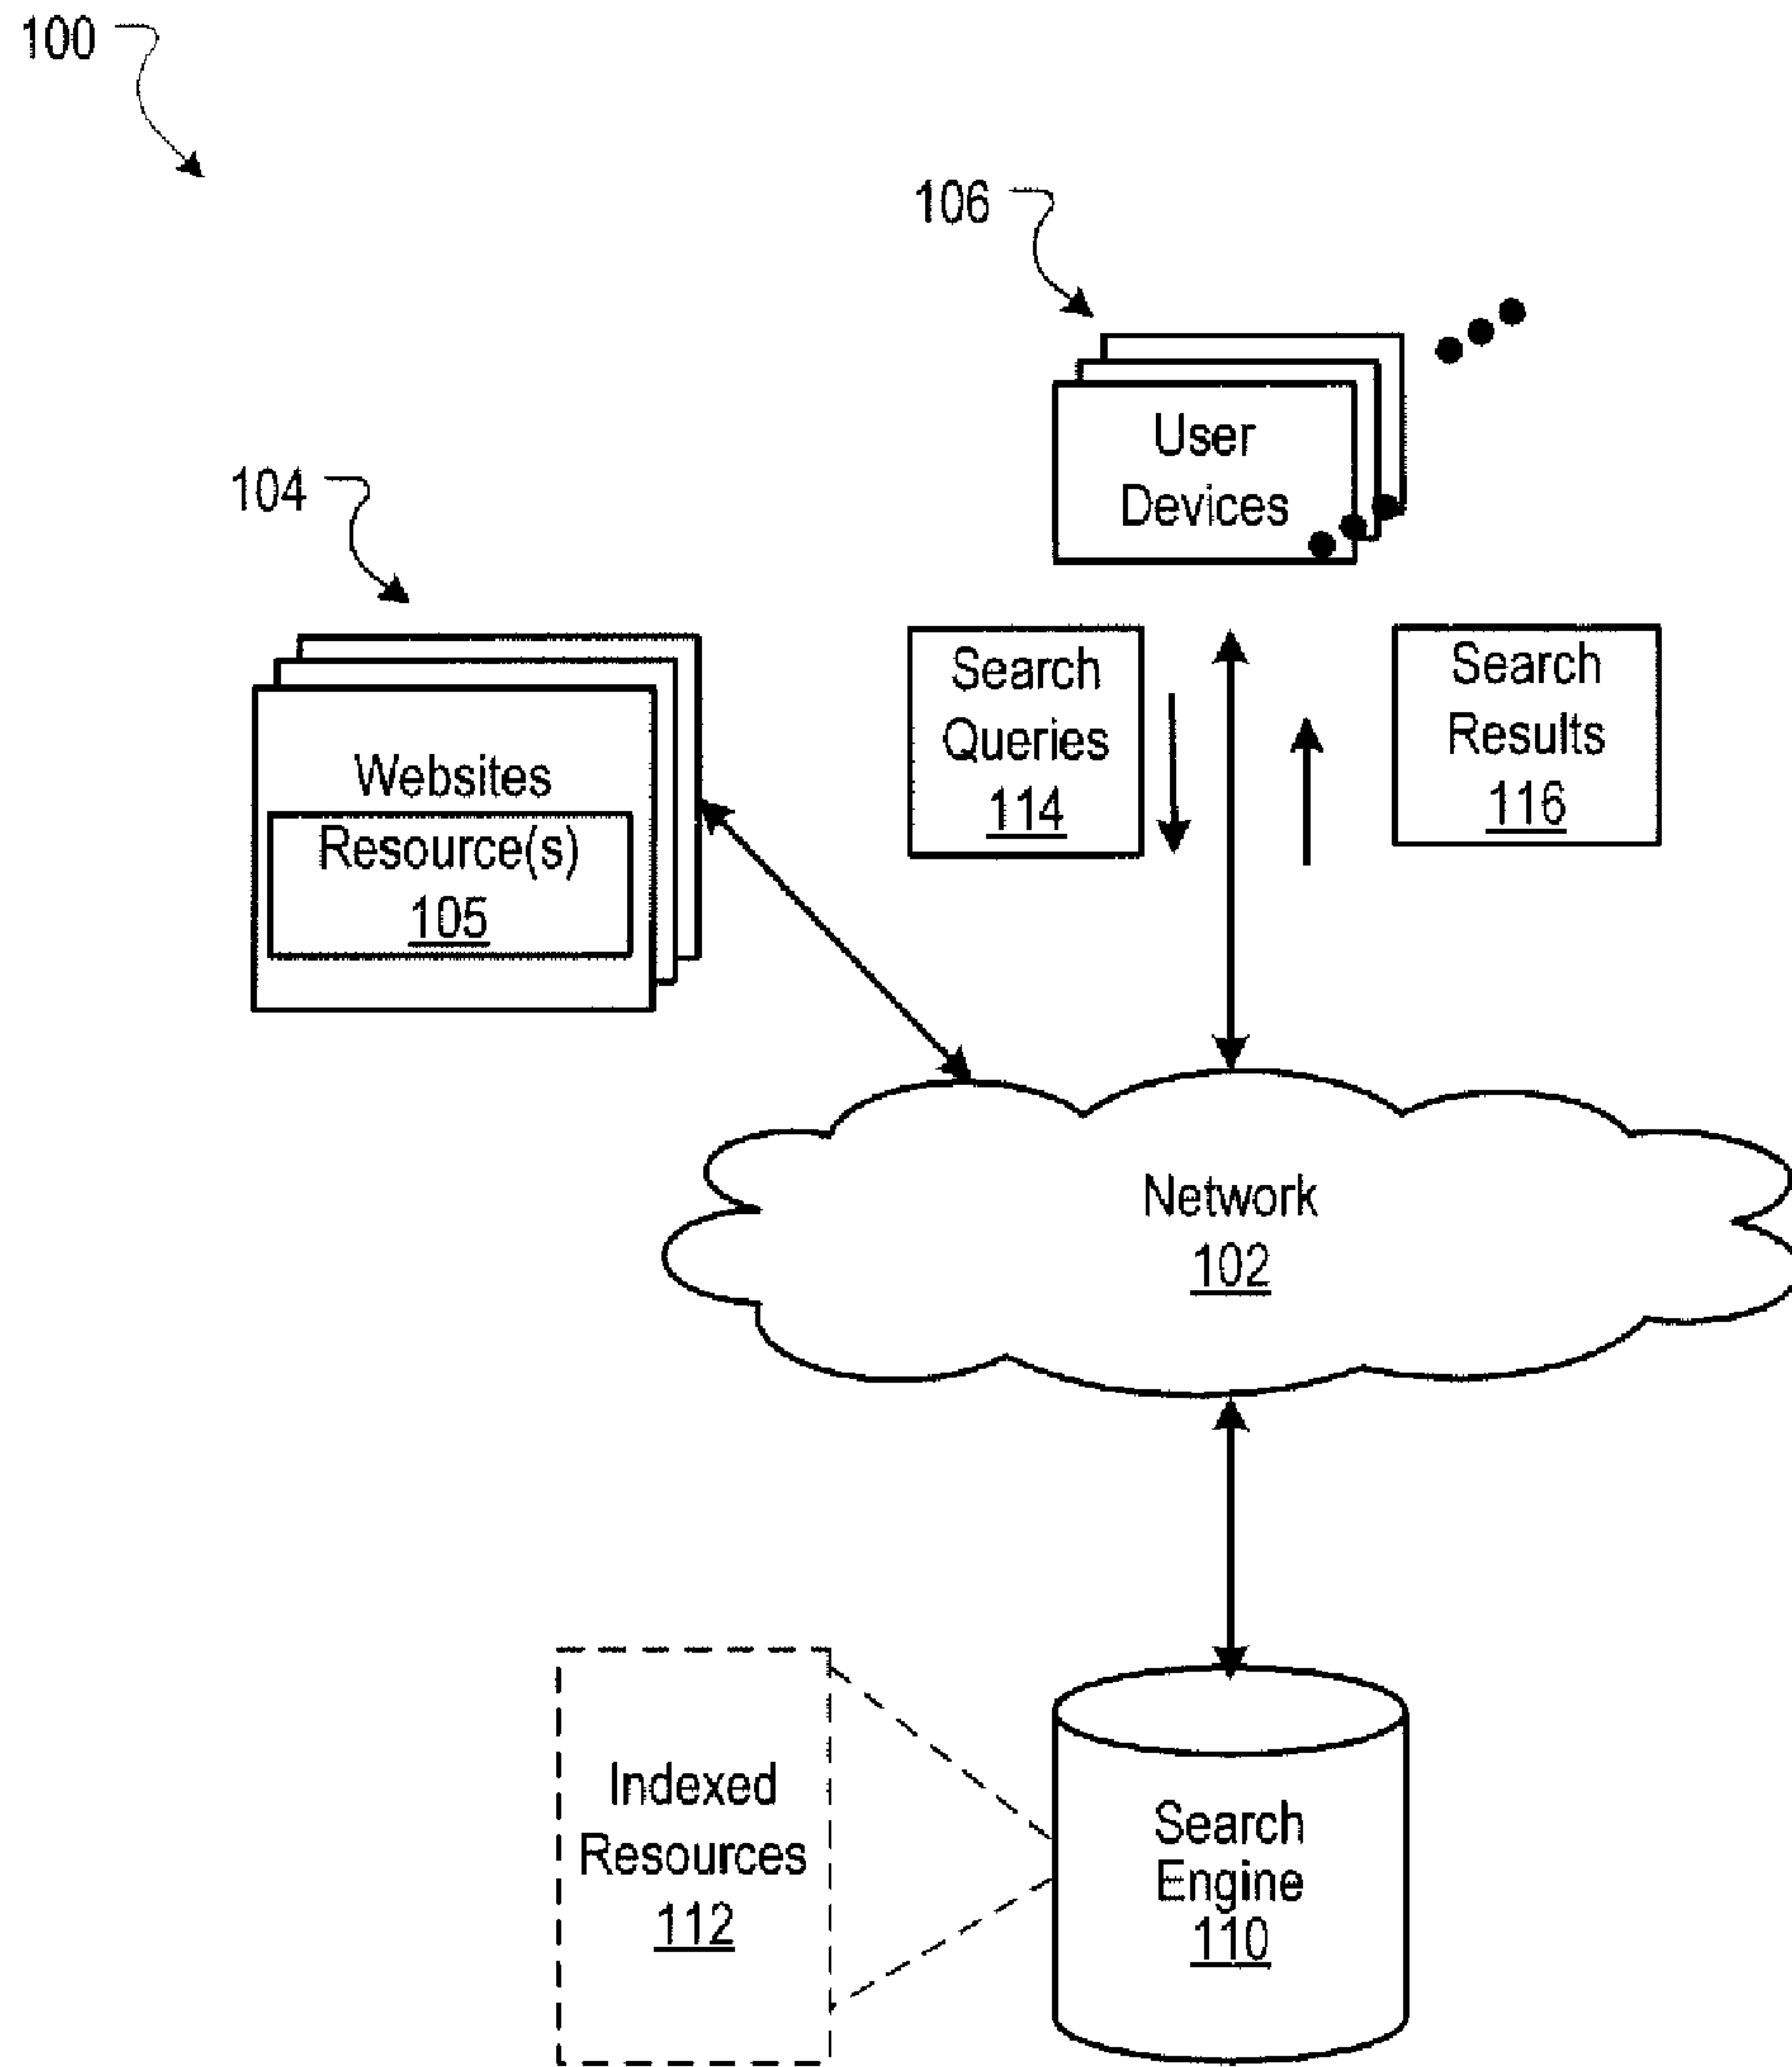 100
106
User
Devices
104
Search
Queries
114
Search
Results
116
Websites
Resource(s)
105
Network
102
Indexed
Resources
112
Search
Engine
110